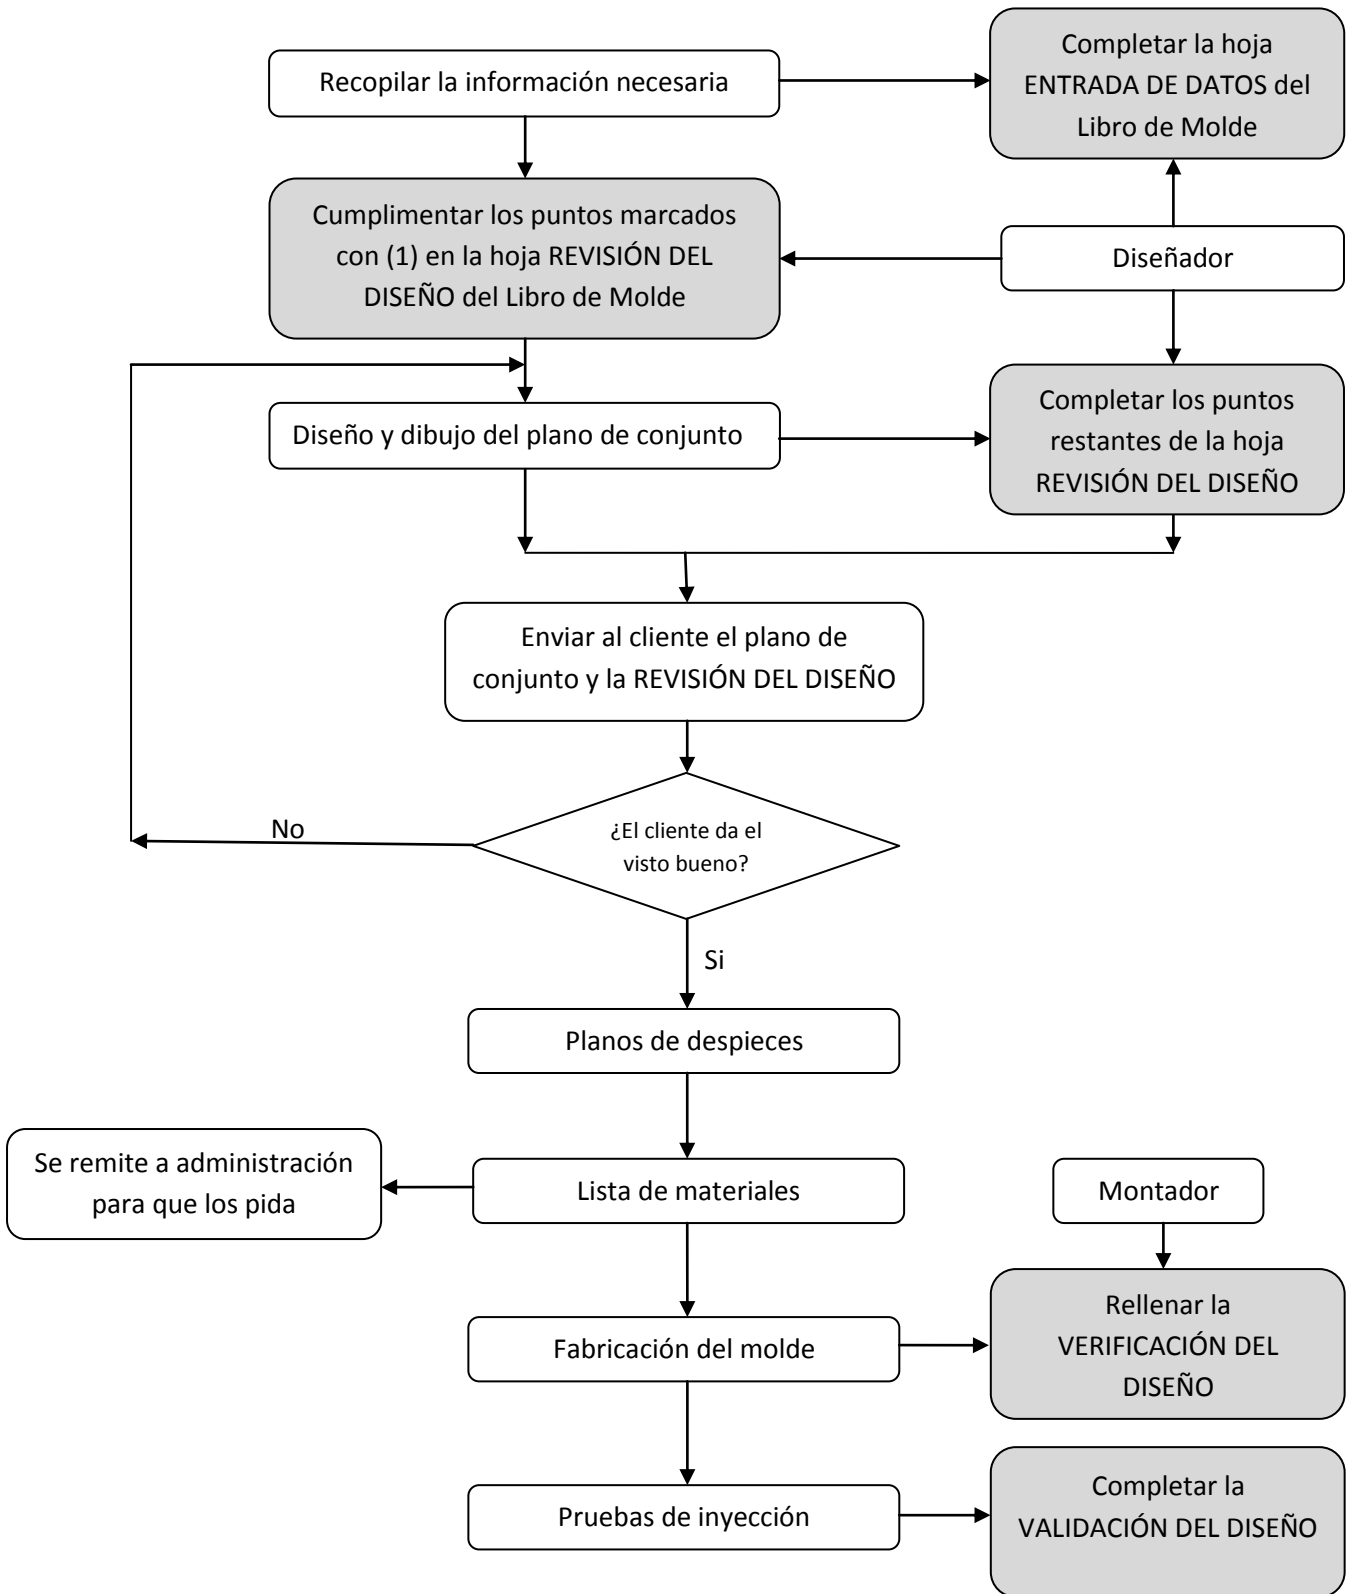 Completar la hoja
ENTRADA DE DATOS del
Libro de Molde
Recopilar la información necesaria
Cumplimentar los puntos marcados
con (1) en la hoja REVISIÓN DEL
DISEÑO del Libro de Molde
Diseñador
Diseño y dibujo del plano de conjunto
Completar los puntos
restantes de la hoja
REVISIÓN DEL DISEÑO
Enviar al cliente el plano de
conjunto y la REVISIÓN DEL DISEÑO
No
¿El cliente da el
visto bueno?
Si
Planos de despieces
Se remite a administración
para que los pida
Lista de materiales
Montador
Fabricación del molde
Rellenar la
VERIFICACIÓN DEL
DISEÑO
Pruebas de inyección
Completar la
VALIDACIÓN DEL DISEÑO